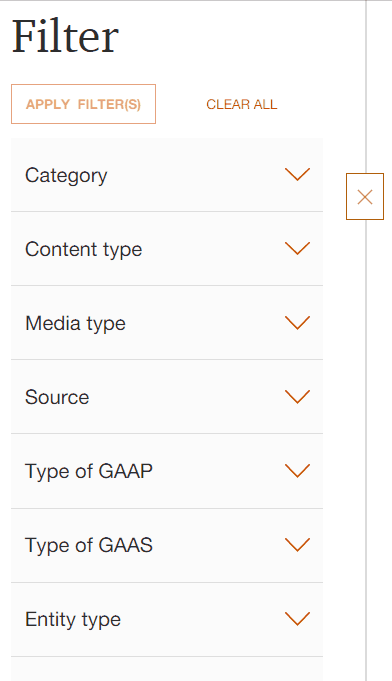 Filter
APPLY FILTER(S) CLEAR ALL
Category
Content type
Media type
Source
Type of GAAP
Type of GAAS
Entity type